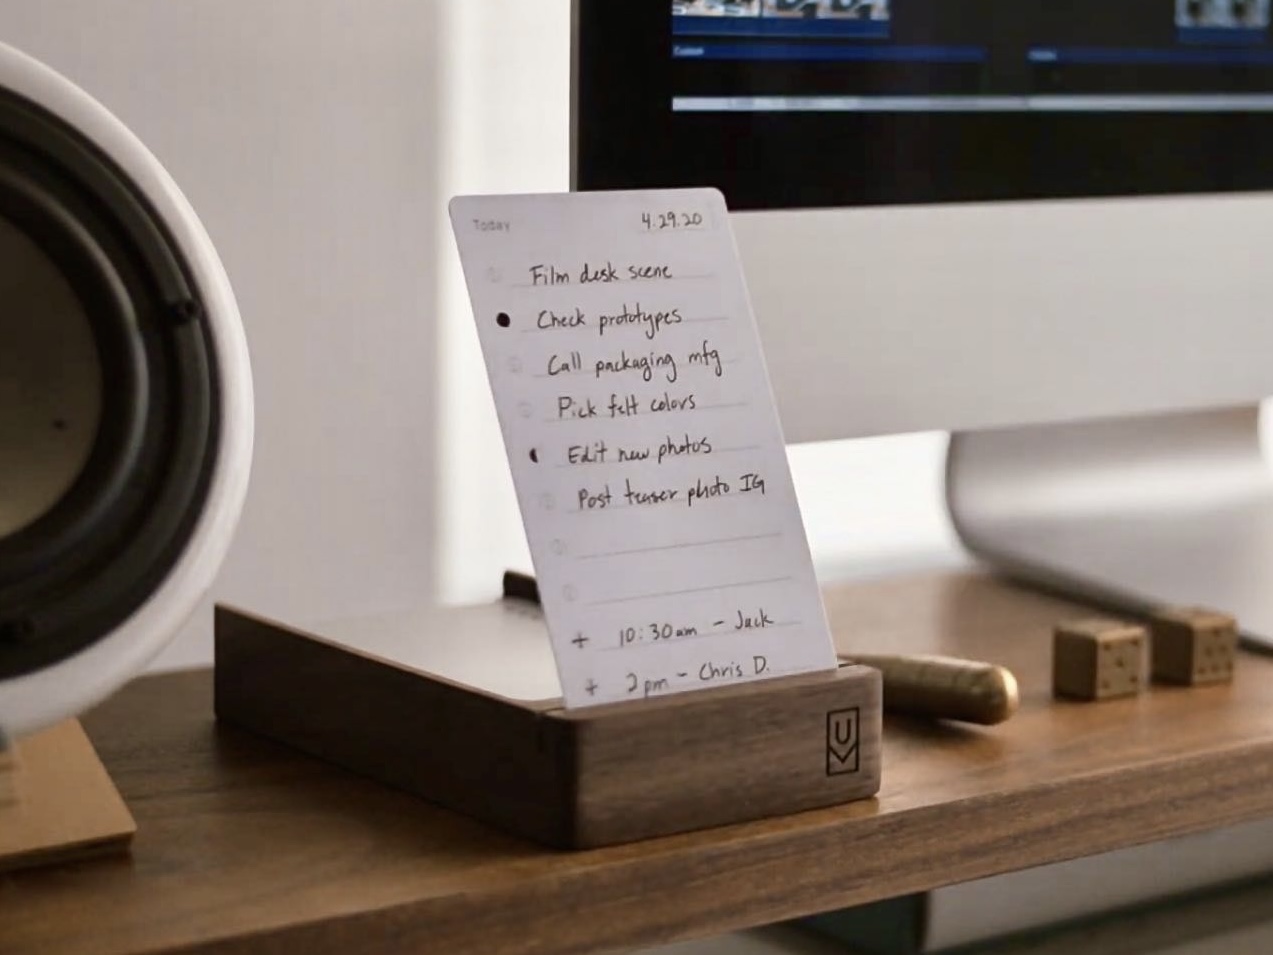 Today 4.29.20
Film desk scene
Check prototypes
Call packaging mfg
Pick felt colors
Edit new photos
Post teaser photo IG
+ 10:30am - Jack
+ 2pm - Chris D.
U